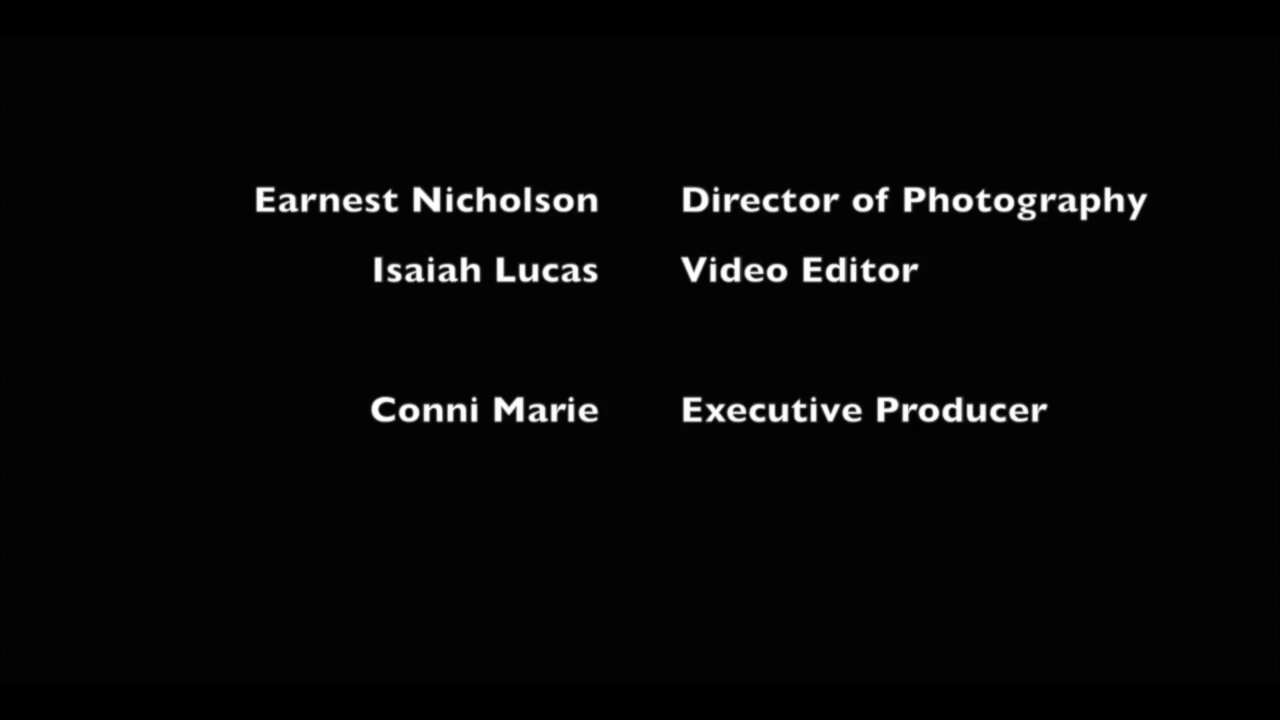 Earnest Nicholson Director of Photography
Isaiah Lucas Video Editor
Conni Marie Executive Producer